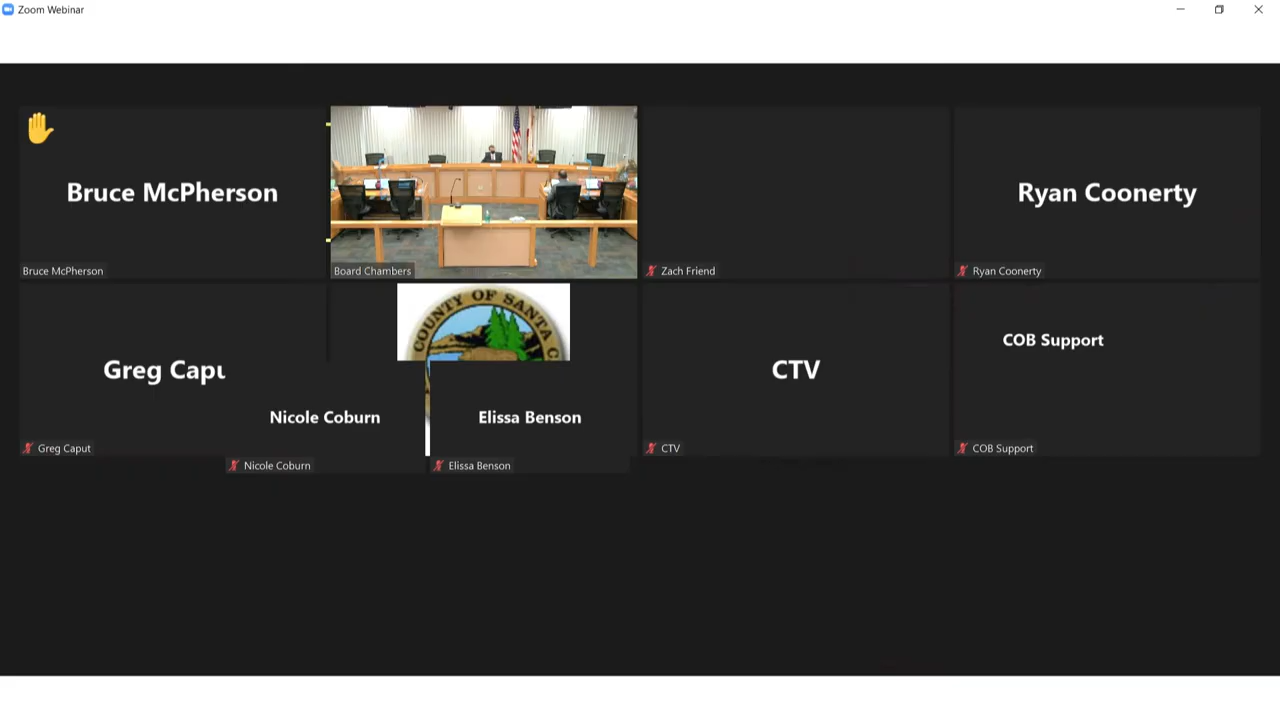 Zoom Webinar
Bruce McPherson
Bruce McPherson
Board Chambers
Zach Friend
Ryan Coonerty
Ryan Coonerty
COUNTY OF SANTA C
Greg Capu
Greg Caput
Nicole Coburn
Nicole Coburn
Elissa Benson
Elissa Benson
CTV
CTV
COB Support
COB Support